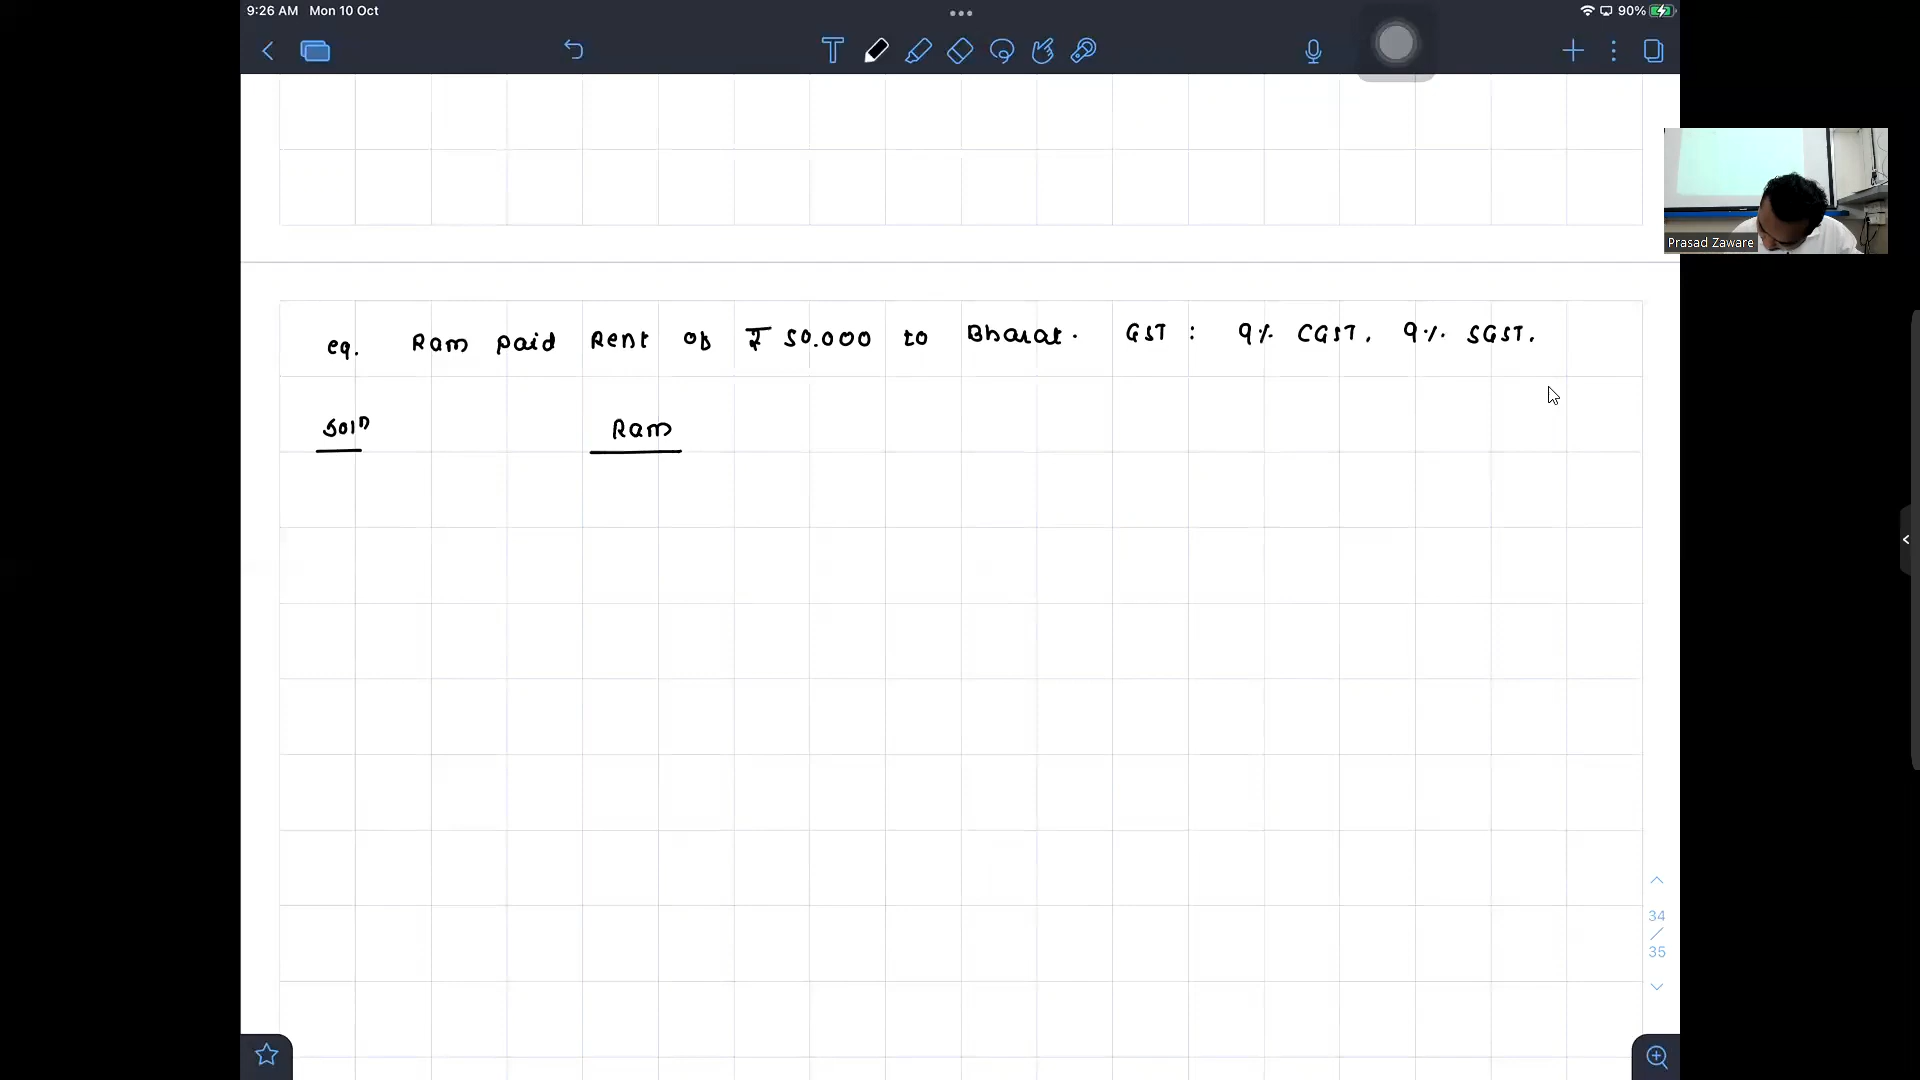 9:26 AM Mon 10 Oct
90%
Prasad Zaware
eg. Ram paid Rent of ₹ 50.000 to Bharat. GST : 9% CGST, 9% SGST.
Solⁿ Ram
34
/
35